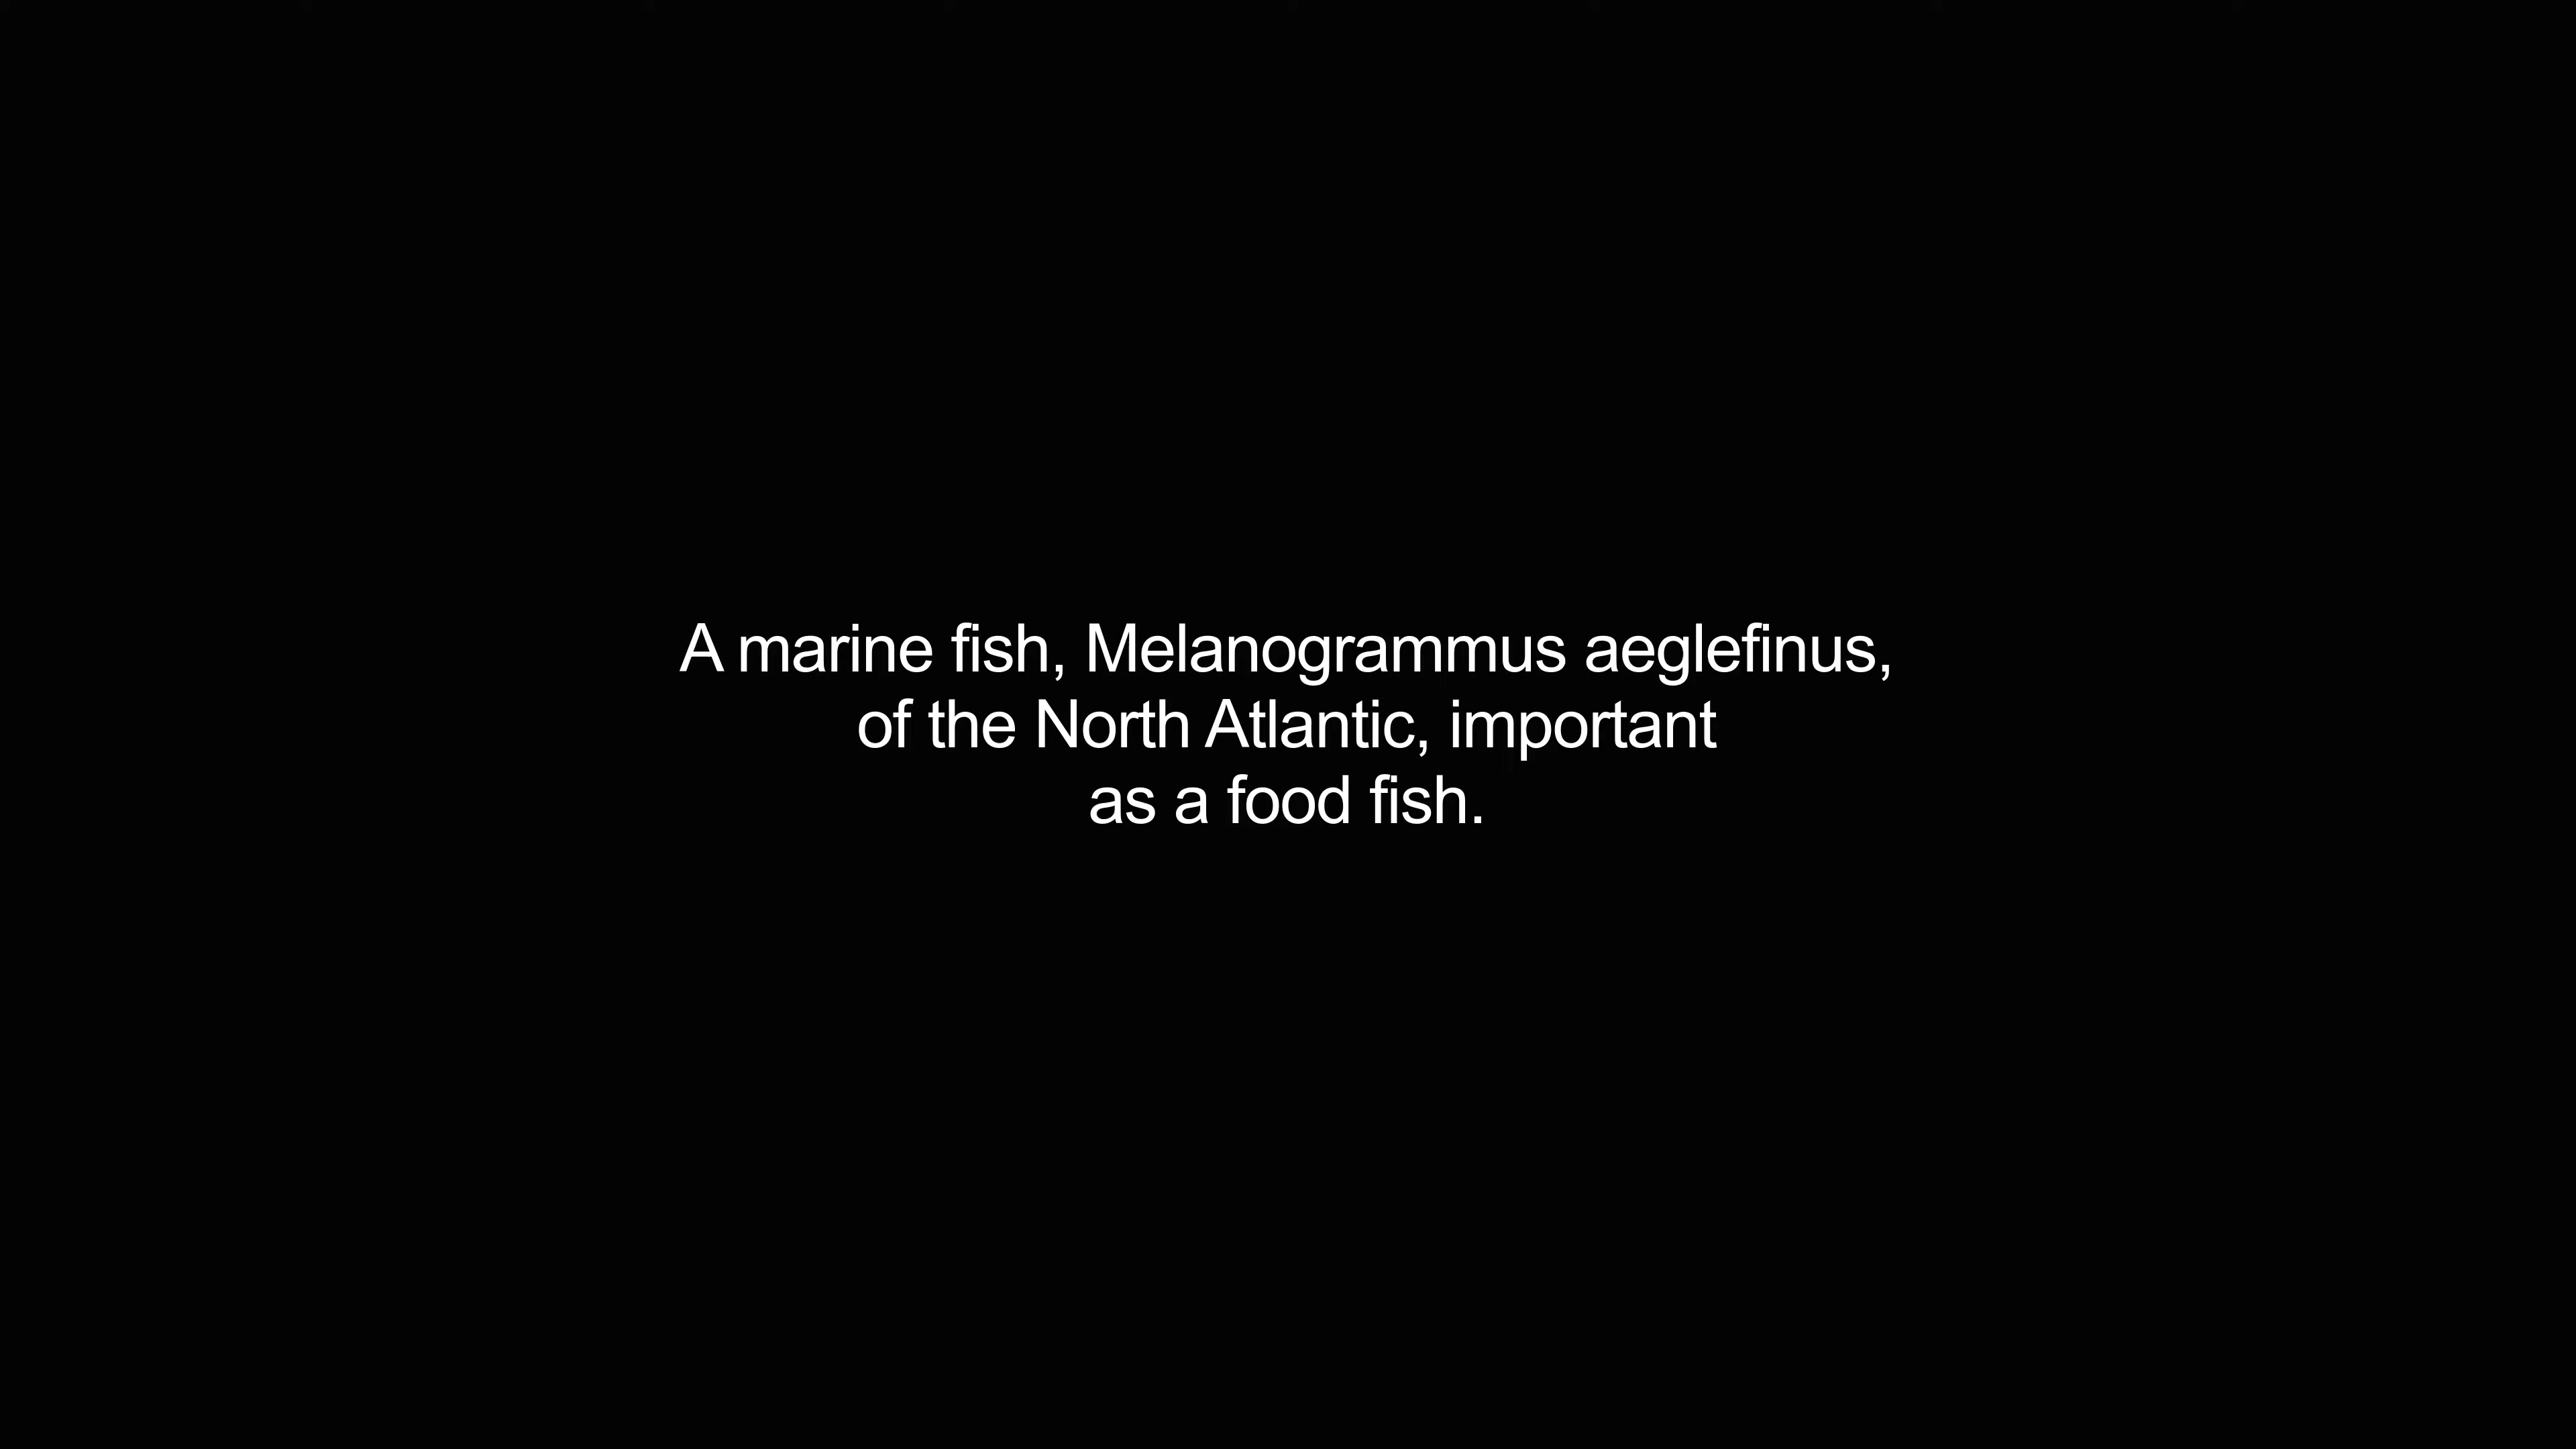 A marine fish, Melanogrammus aeglefinus,
of the North Atlantic, important
as a food fish.